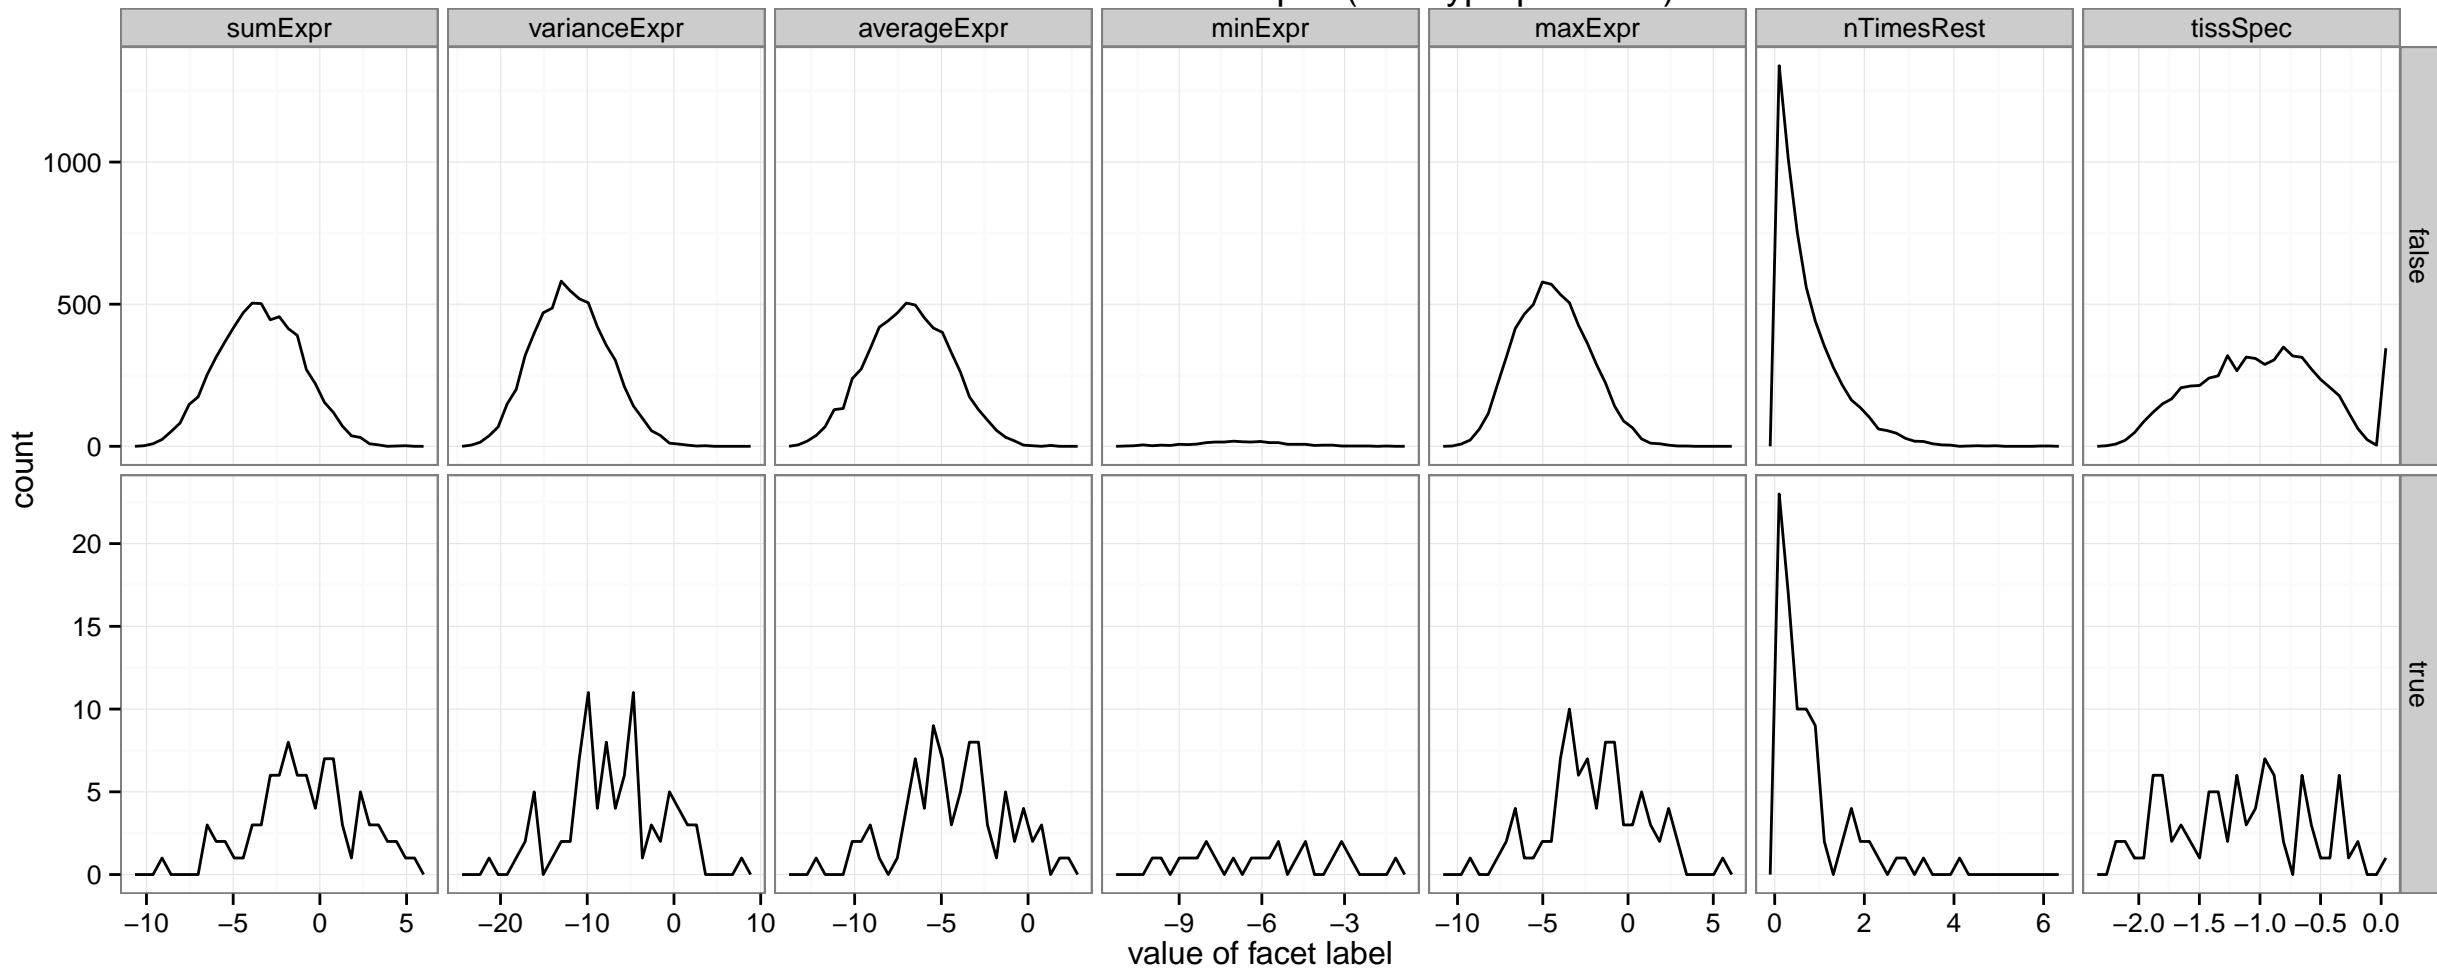 sumExpr varianceExpr averageExpr minExpr maxExpr nTimesRest tissSpec
1000
500
0
false
count
20
15
10
5
0
true
−10 −5 0 5 −20 −10 0 10 −10 −5 0 −9 −6 −3 −10 −5 0 5 0 2 4 6 −2.0 −1.5 −1.0 −0.5 0.0
value of facet label